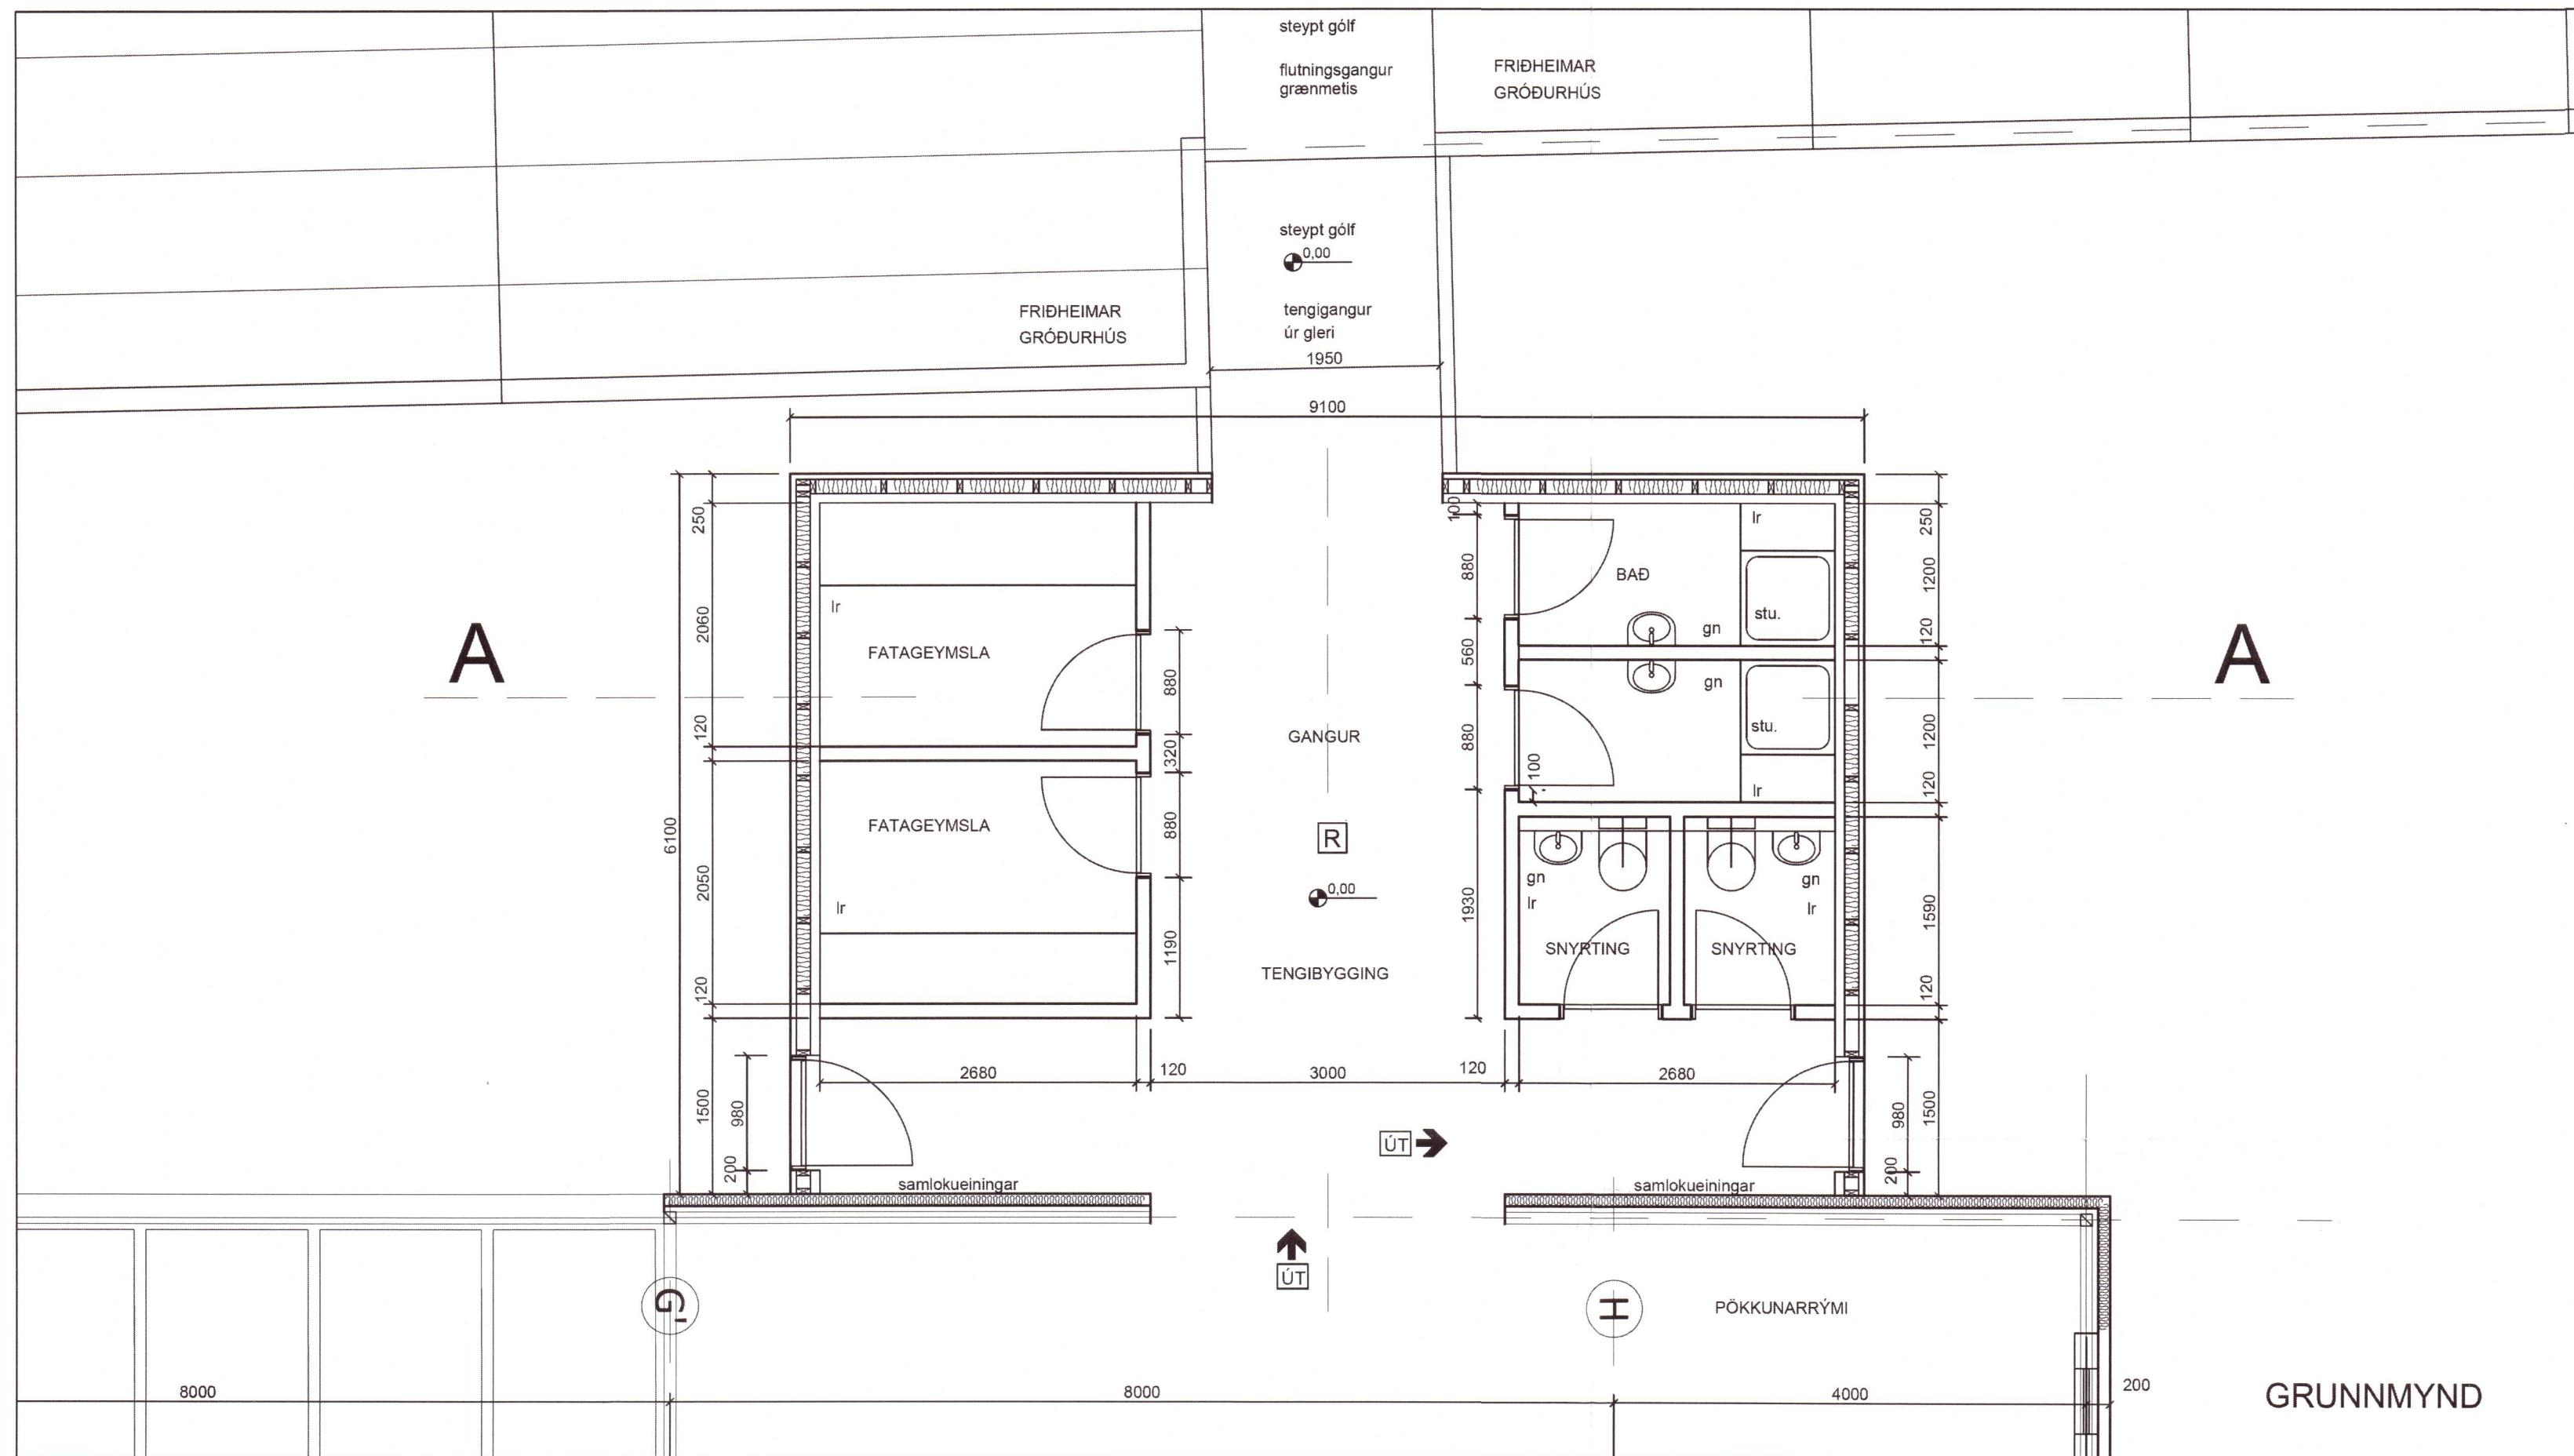 steypt gólf
flutningsgangur
grænmetis
FRIÐHEIMAR
GRÓÐURHÚS
steypt gólf
0,00
tengigangur
úr gleri
1950
FRIÐHEIMAR
GRÓÐURHÚS
9100
250
2060
120
2050
120
1500
6100
980
200
A
lr
FATAGEYMSLA
FATAGEYMSLA
lr
880
320
880
1190
GANGUR
R
0,00
TENGIBYGGING
100
880
560
880
100
1930
BAÐ
lr
stu.
gn
gn
stu.
lr
gn
lr
gn
lr
SNYRTING
SNYRTING
250
1200
120
1200
120
1590
120
1500
980
200
A
2680
120
3000
120
2680
ÚT
samlokueiningar
samlokueiningar
ÚT
G'
H
PÖKKUNARRÝMI
8000
8000
4000
200
GRUNNMYND